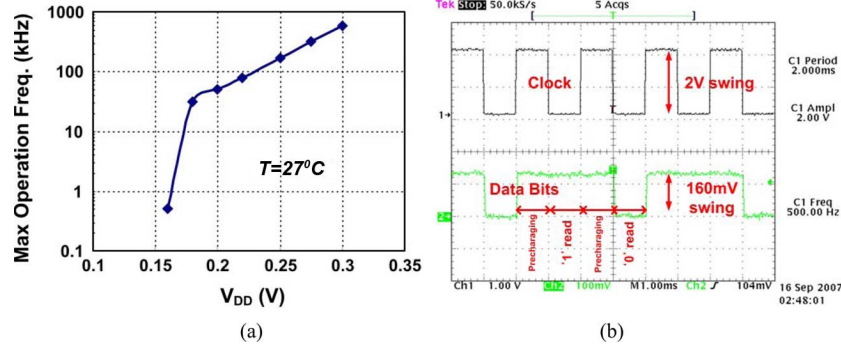 Max Operation Freq. (kHz)
1000
100
10
1
0.1
0.1
0.15
0.2
0.25
0.3
0.35
V_DD (V)
T=27⁰C
(a)
Tek Stop: 50.0kS/s 5 Acqs
Clock
2V swing
C1 Period
2.000ms
C1 Ampl
2.00 V
T
1→
Data Bits
160mV
swing
C1 Freq
500.00 Hz
2→
Precharaging
'1' read
Precharaging
'0' read
Ch1 1.00 V Ch2 100mV M1.00ms Ch2 ƒ 104mV
16 Sep 2007
02:48:01
(b)